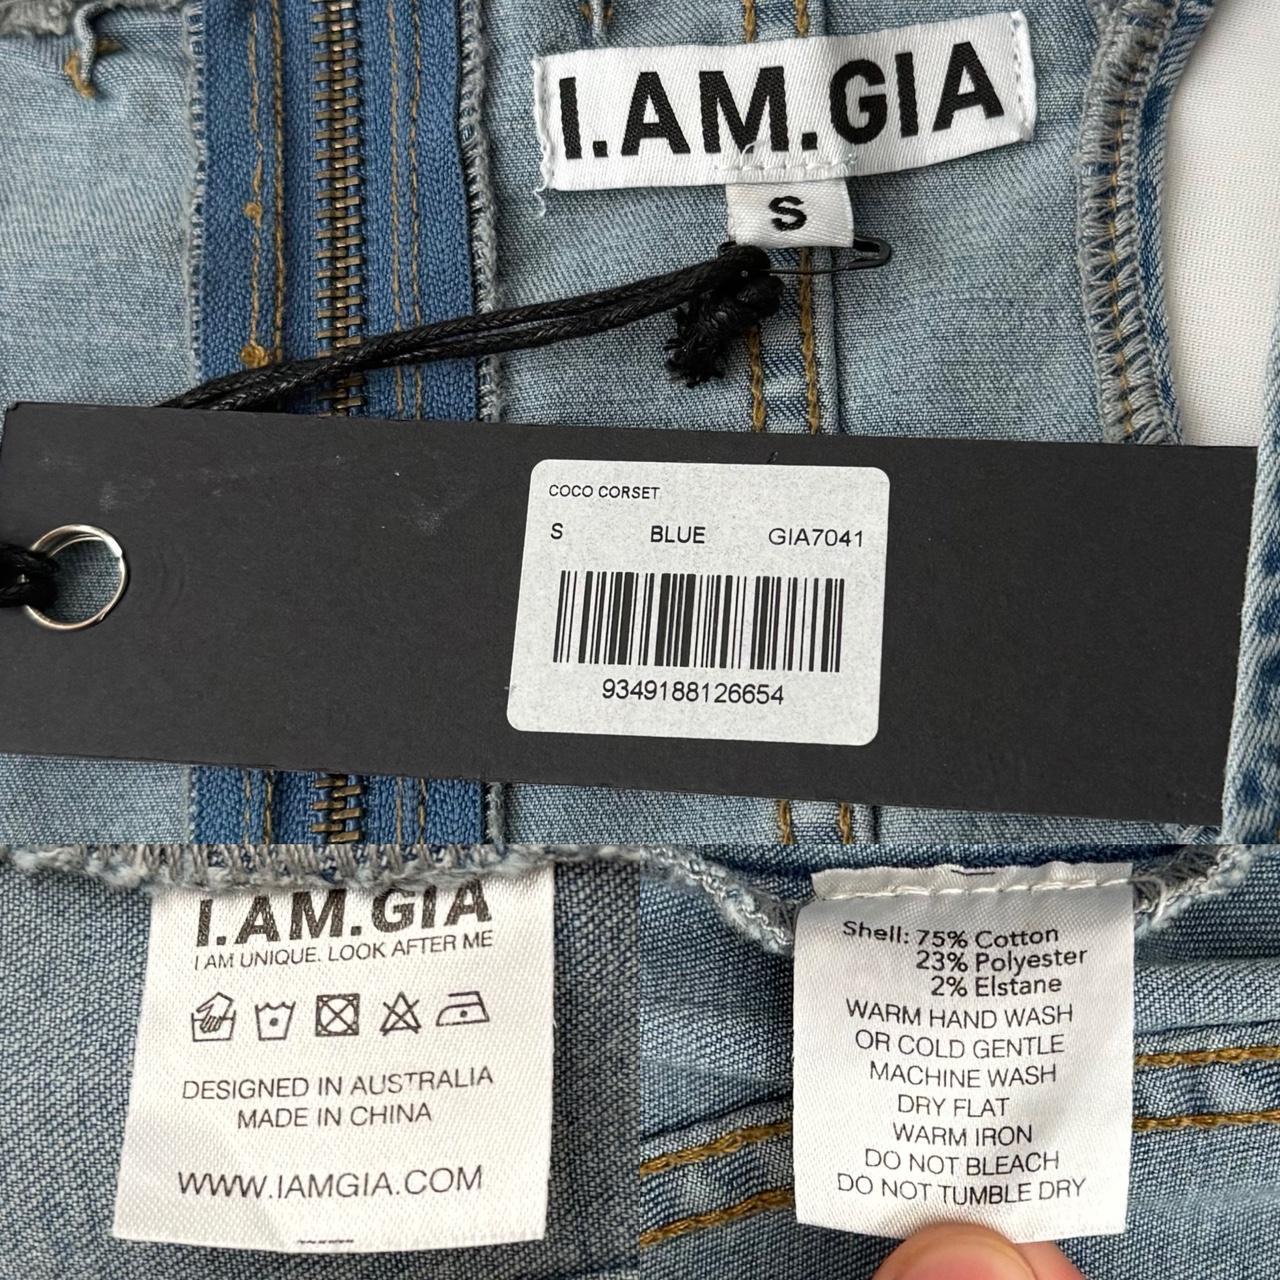 I.AM.GIA
S
COCO CORSET
S BLUE GIA7041
9349188126654
I.AM.GIA
I AM UNIQUE. LOOK AFTER ME
DESIGNED IN AUSTRALIA
MADE IN CHINA
WWW.IAMGIA.COM
Shell: 75% Cotton
23% Polyester
2% Elstane
WARM HAND WASH
OR COLD GENTLE
MACHINE WASH
DRY FLAT
WARM IRON
DO NOT BLEACH
DO NOT TUMBLE DRY